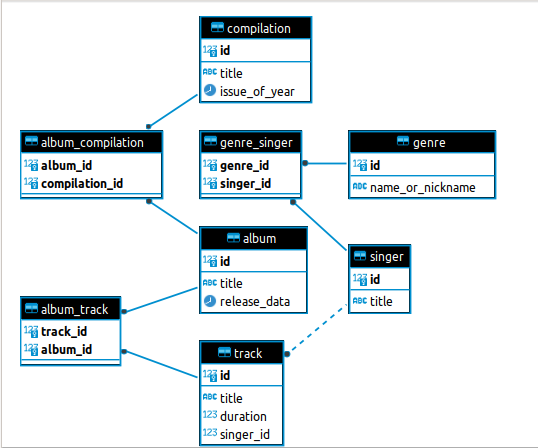 compilation
123 id
ABC title
issue_of_year
album_compilation
123 album_id
123 compilation_id
genre_singer
123 genre_id
123 singer_id
genre
123 id
ABC name_or_nickname
album
123 id
ABC title
release_data
singer
123 id
ABC title
album_track
123 track_id
123 album_id
track
123 id
ABC title
123 duration
123 singer_id